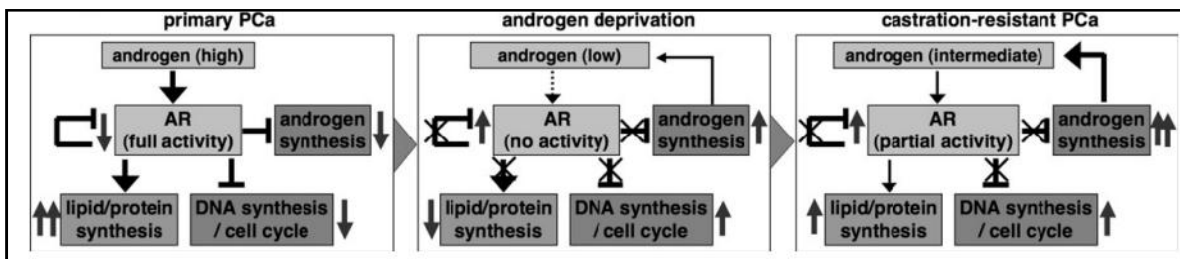 primary PCa
androgen (high)
AR
(full activity)
androgen
synthesis
lipid/protein
synthesis
DNA synthesis
/ cell cycle
androgen deprivation
androgen (low)
AR
(no activity)
androgen
synthesis
lipid/protein
synthesis
DNA synthesis
/ cell cycle
castration-resistant PCa
androgen (intermediate)
AR
(partial activity)
androgen
synthesis
lipid/protein
synthesis
DNA synthesis
/ cell cycle